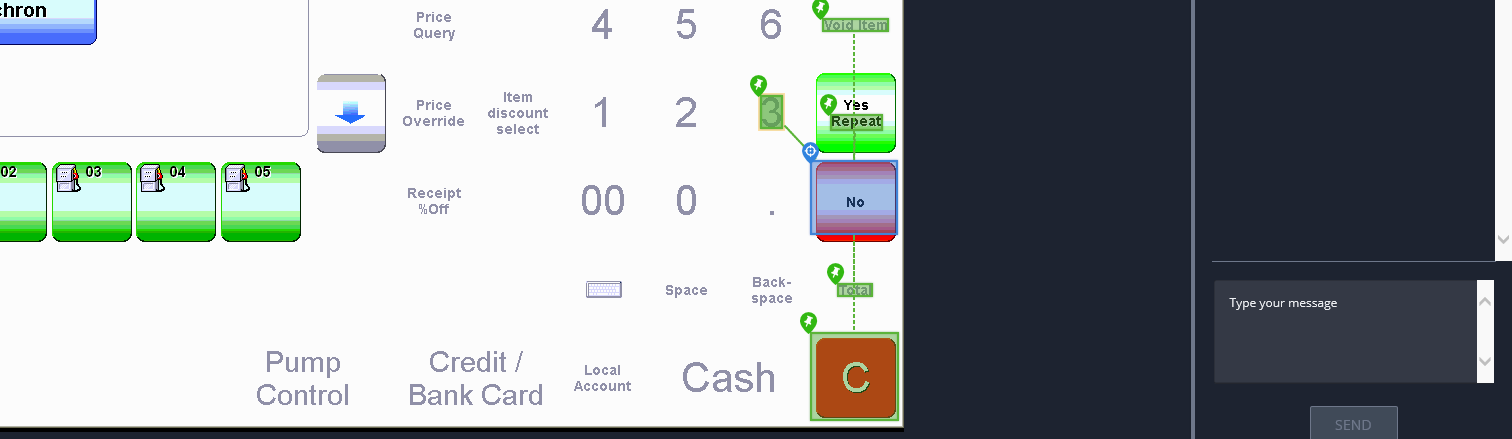 chron
Price
Query
4
5
6
Void Item
Price
Override
Item
discount
select
1
2
3
Yes
Repeat
02
03
04
05
Receipt
%Off
00
0
.
No
Space
Back-
space
Total
Type your message
Pump
Control
Credit /
Bank Card
Local
Account
Cash
C
SEND